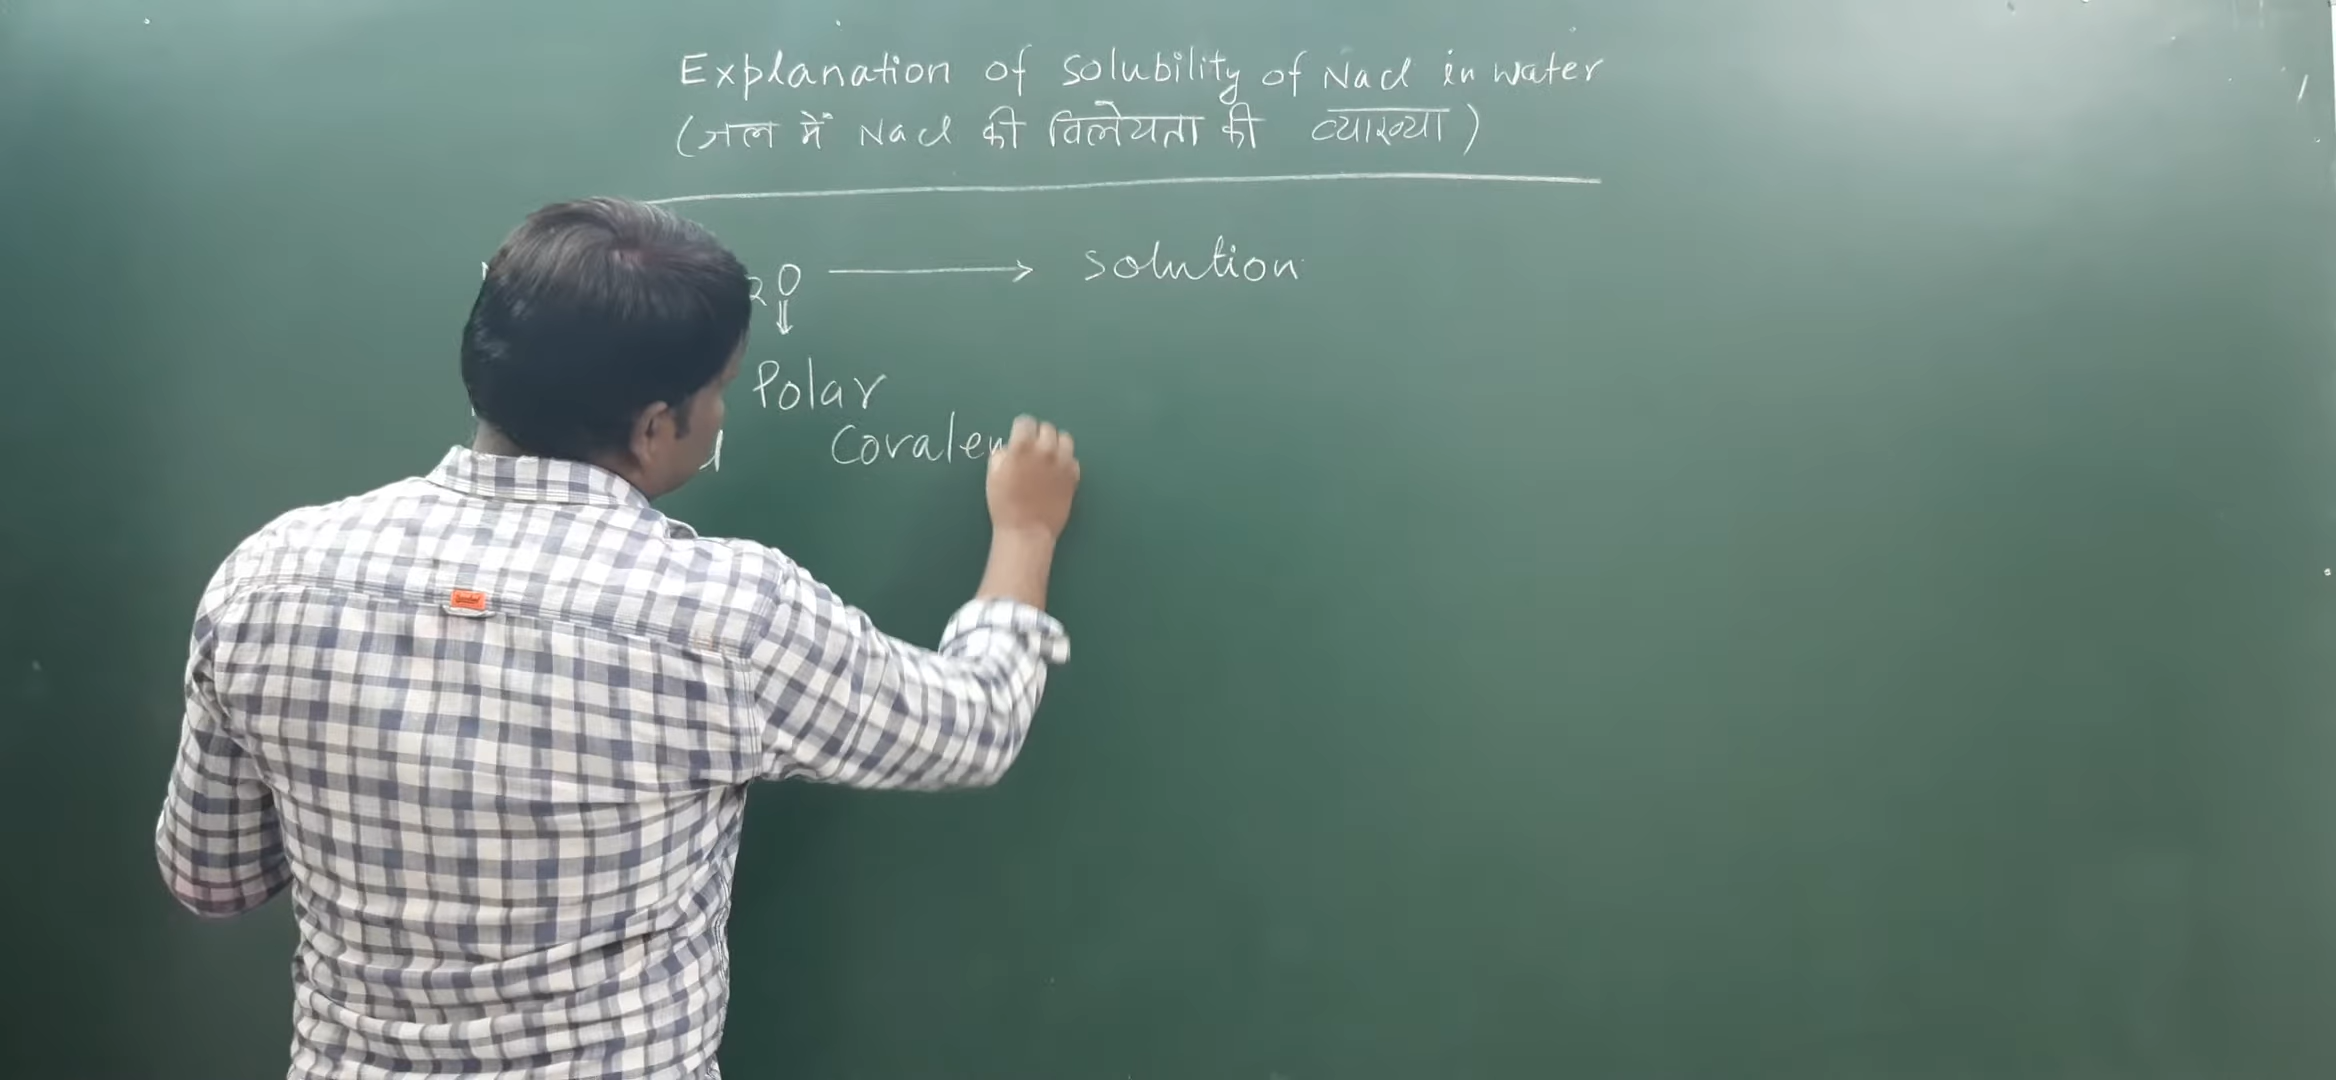 Explanation of solubility of Nacl in water
(जल में Nacl की विलेयता की व्याख्या)
2O ⟶ solution
⇓
Polar
Covalen